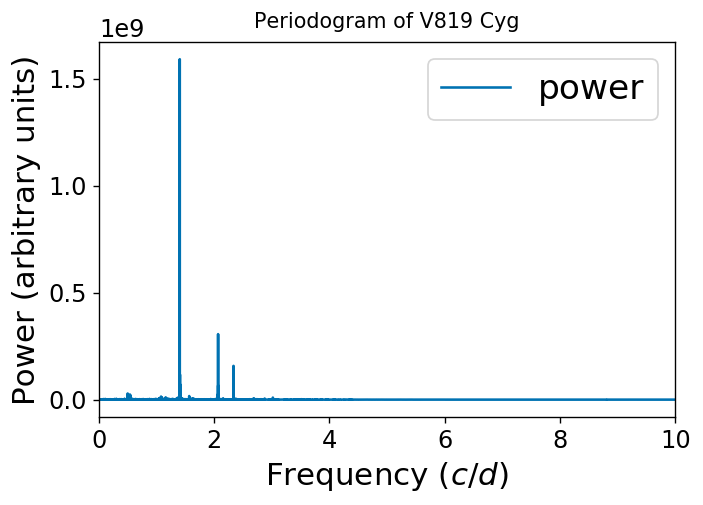 Periodogram of V819 Cyg
1e9
power
1.5
1.0
0.5
0.0
Power (arbitrary units)
0 2 4 6 8 10
Frequency (c/d)